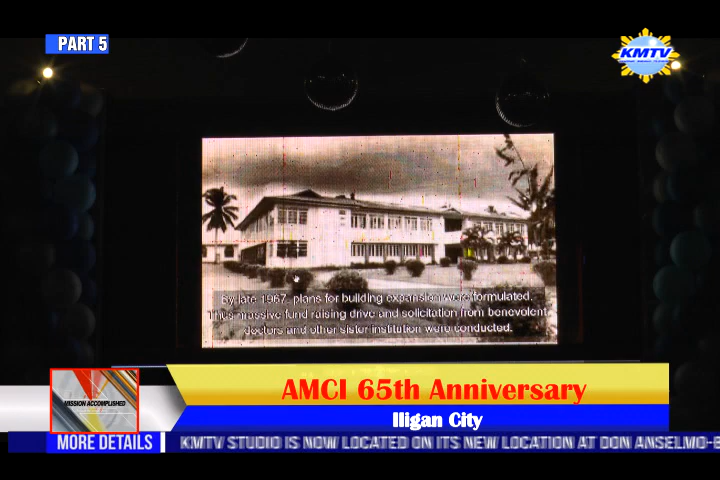 PART 5
KMTV
By late 1967, plans for building expansion were formulated.
Thus massive fund raising drive and solicitation from benevolent
doctors and other sister institution were conducted.
MISSION ACCOMPLISHED
AMCI 65th Anniversary
Iligan City
MORE DETAILS
KMTV STUDIO IS NOW LOCATED ON ITS NEW LOCATION AT DON ANSELMO-B